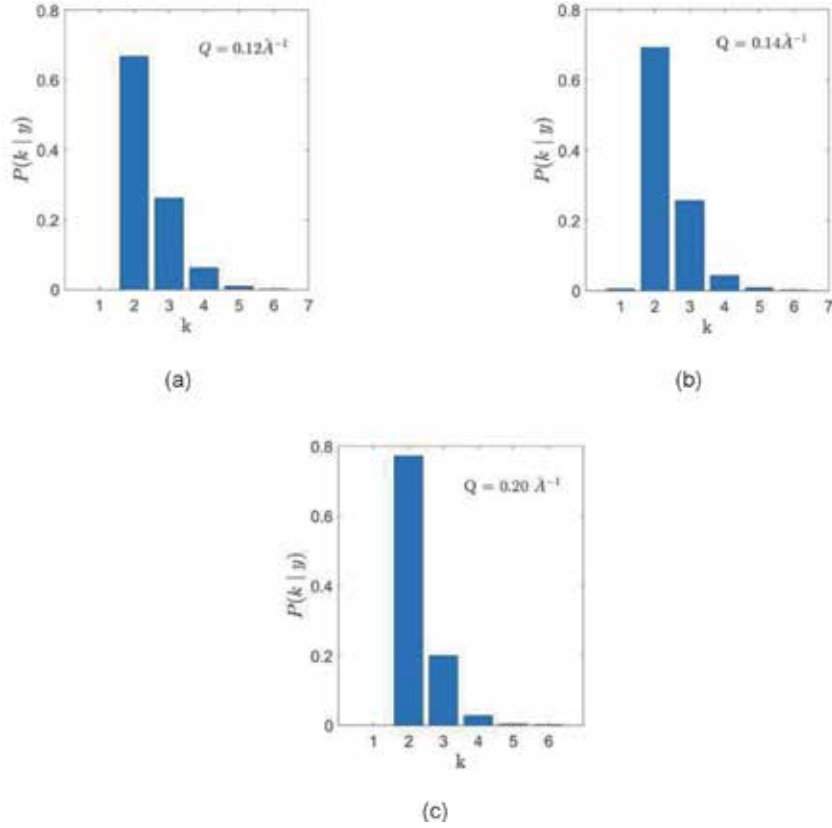 0.8
Q = 0.12Å⁻¹
0.6
0.4
0.2
0
P(k | y)
1 2 3 4 5 6 7
k
(a)
0.8
Q = 0.14Å⁻¹
0.6
0.4
0.2
0
P(k | y)
1 2 3 4 5 6 7
k
(b)
0.8
Q = 0.20 Å⁻¹
0.6
0.4
0.2
0
P(k | y)
1 2 3 4 5 6
k
(c)